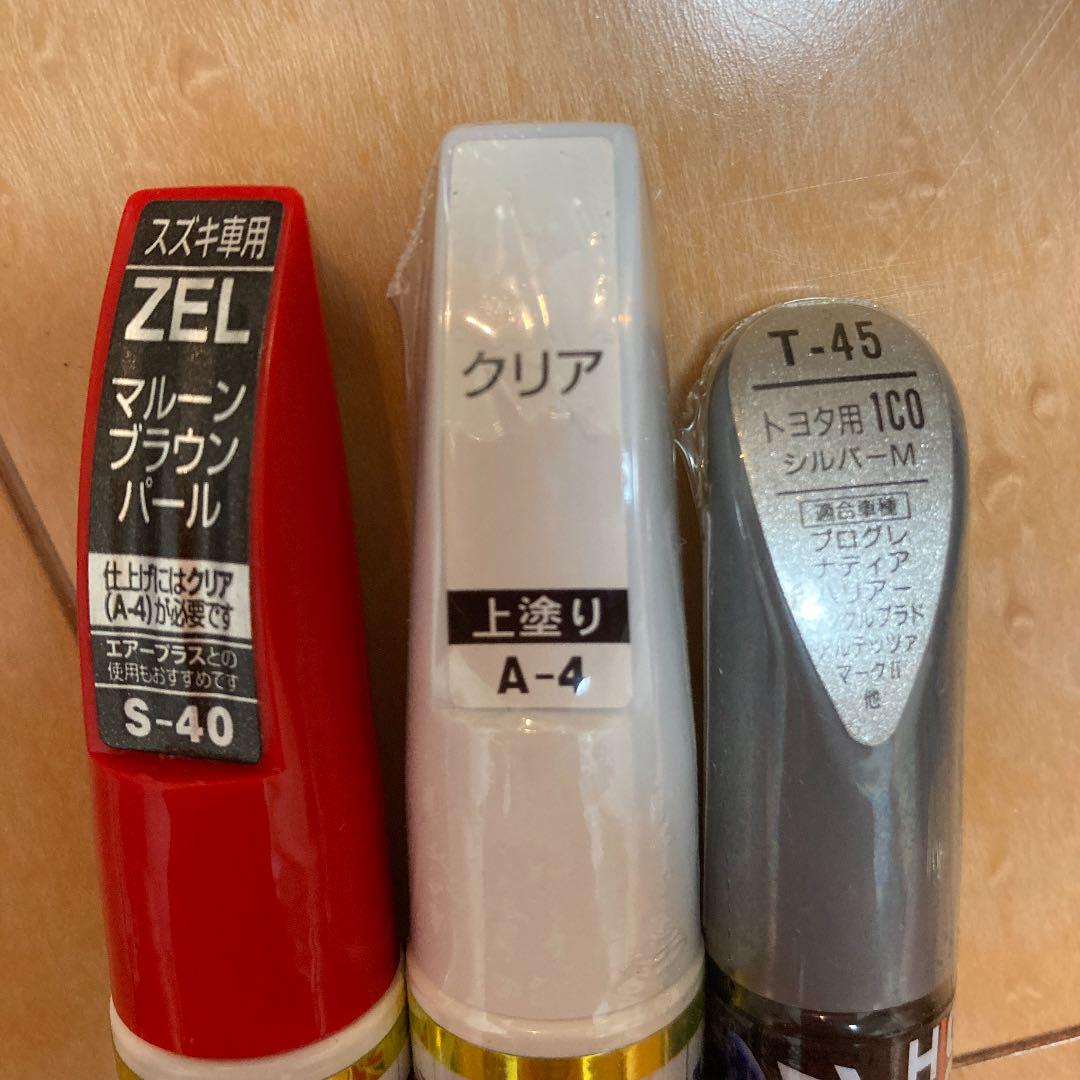 スズキ車用
ZEL
マルーン
ブラウン
パール
仕上げにはクリア
(A-4)が必要です
エアープラスとの
使用もおすすめです
S-40
クリア
上塗り
A-4
T-45
トヨタ用 1C0
シルバーM
適合車種
プログレ
ナディア
ハリアー
マークⅡ
他
H